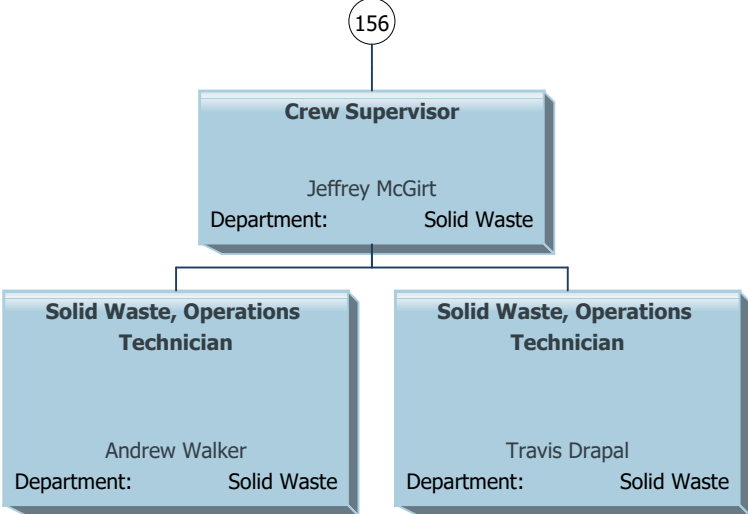 156
Crew Supervisor
Jeffrey McGirt
Department: Solid Waste
Solid Waste, Operations
Technician
Andrew Walker
Department: Solid Waste
Solid Waste, Operations
Technician
Travis Drapal
Department: Solid Waste